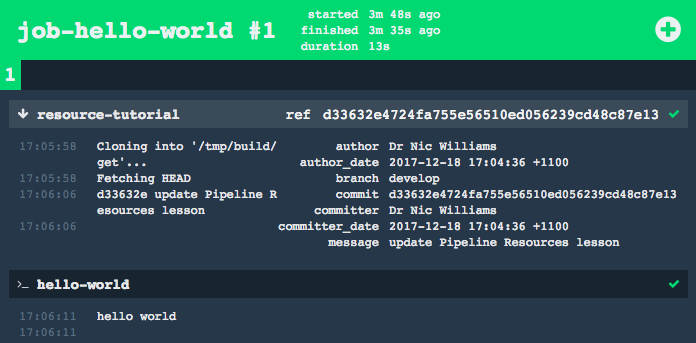 job-hello-world #1
started 3m 48s ago
finished 3m 35s ago
duration 13s
1
resource-tutorial ref d33632e4724fa755e56510ed056239cd48c87e13
17:05:58 Cloning into '/tmp/build/
get'...
17:05:58 Fetching HEAD
17:06:06 d33632e update Pipeline R
esources lesson
17:06:06
author Dr Nic Williams
author_date 2017-12-18 17:04:36 +1100
branch develop
commit d33632e4724fa755e56510ed056239cd48c87e13
committer Dr Nic Williams
committer_date 2017-12-18 17:04:36 +1100
message update Pipeline Resources lesson
hello-world
17:06:11 hello world
17:06:11